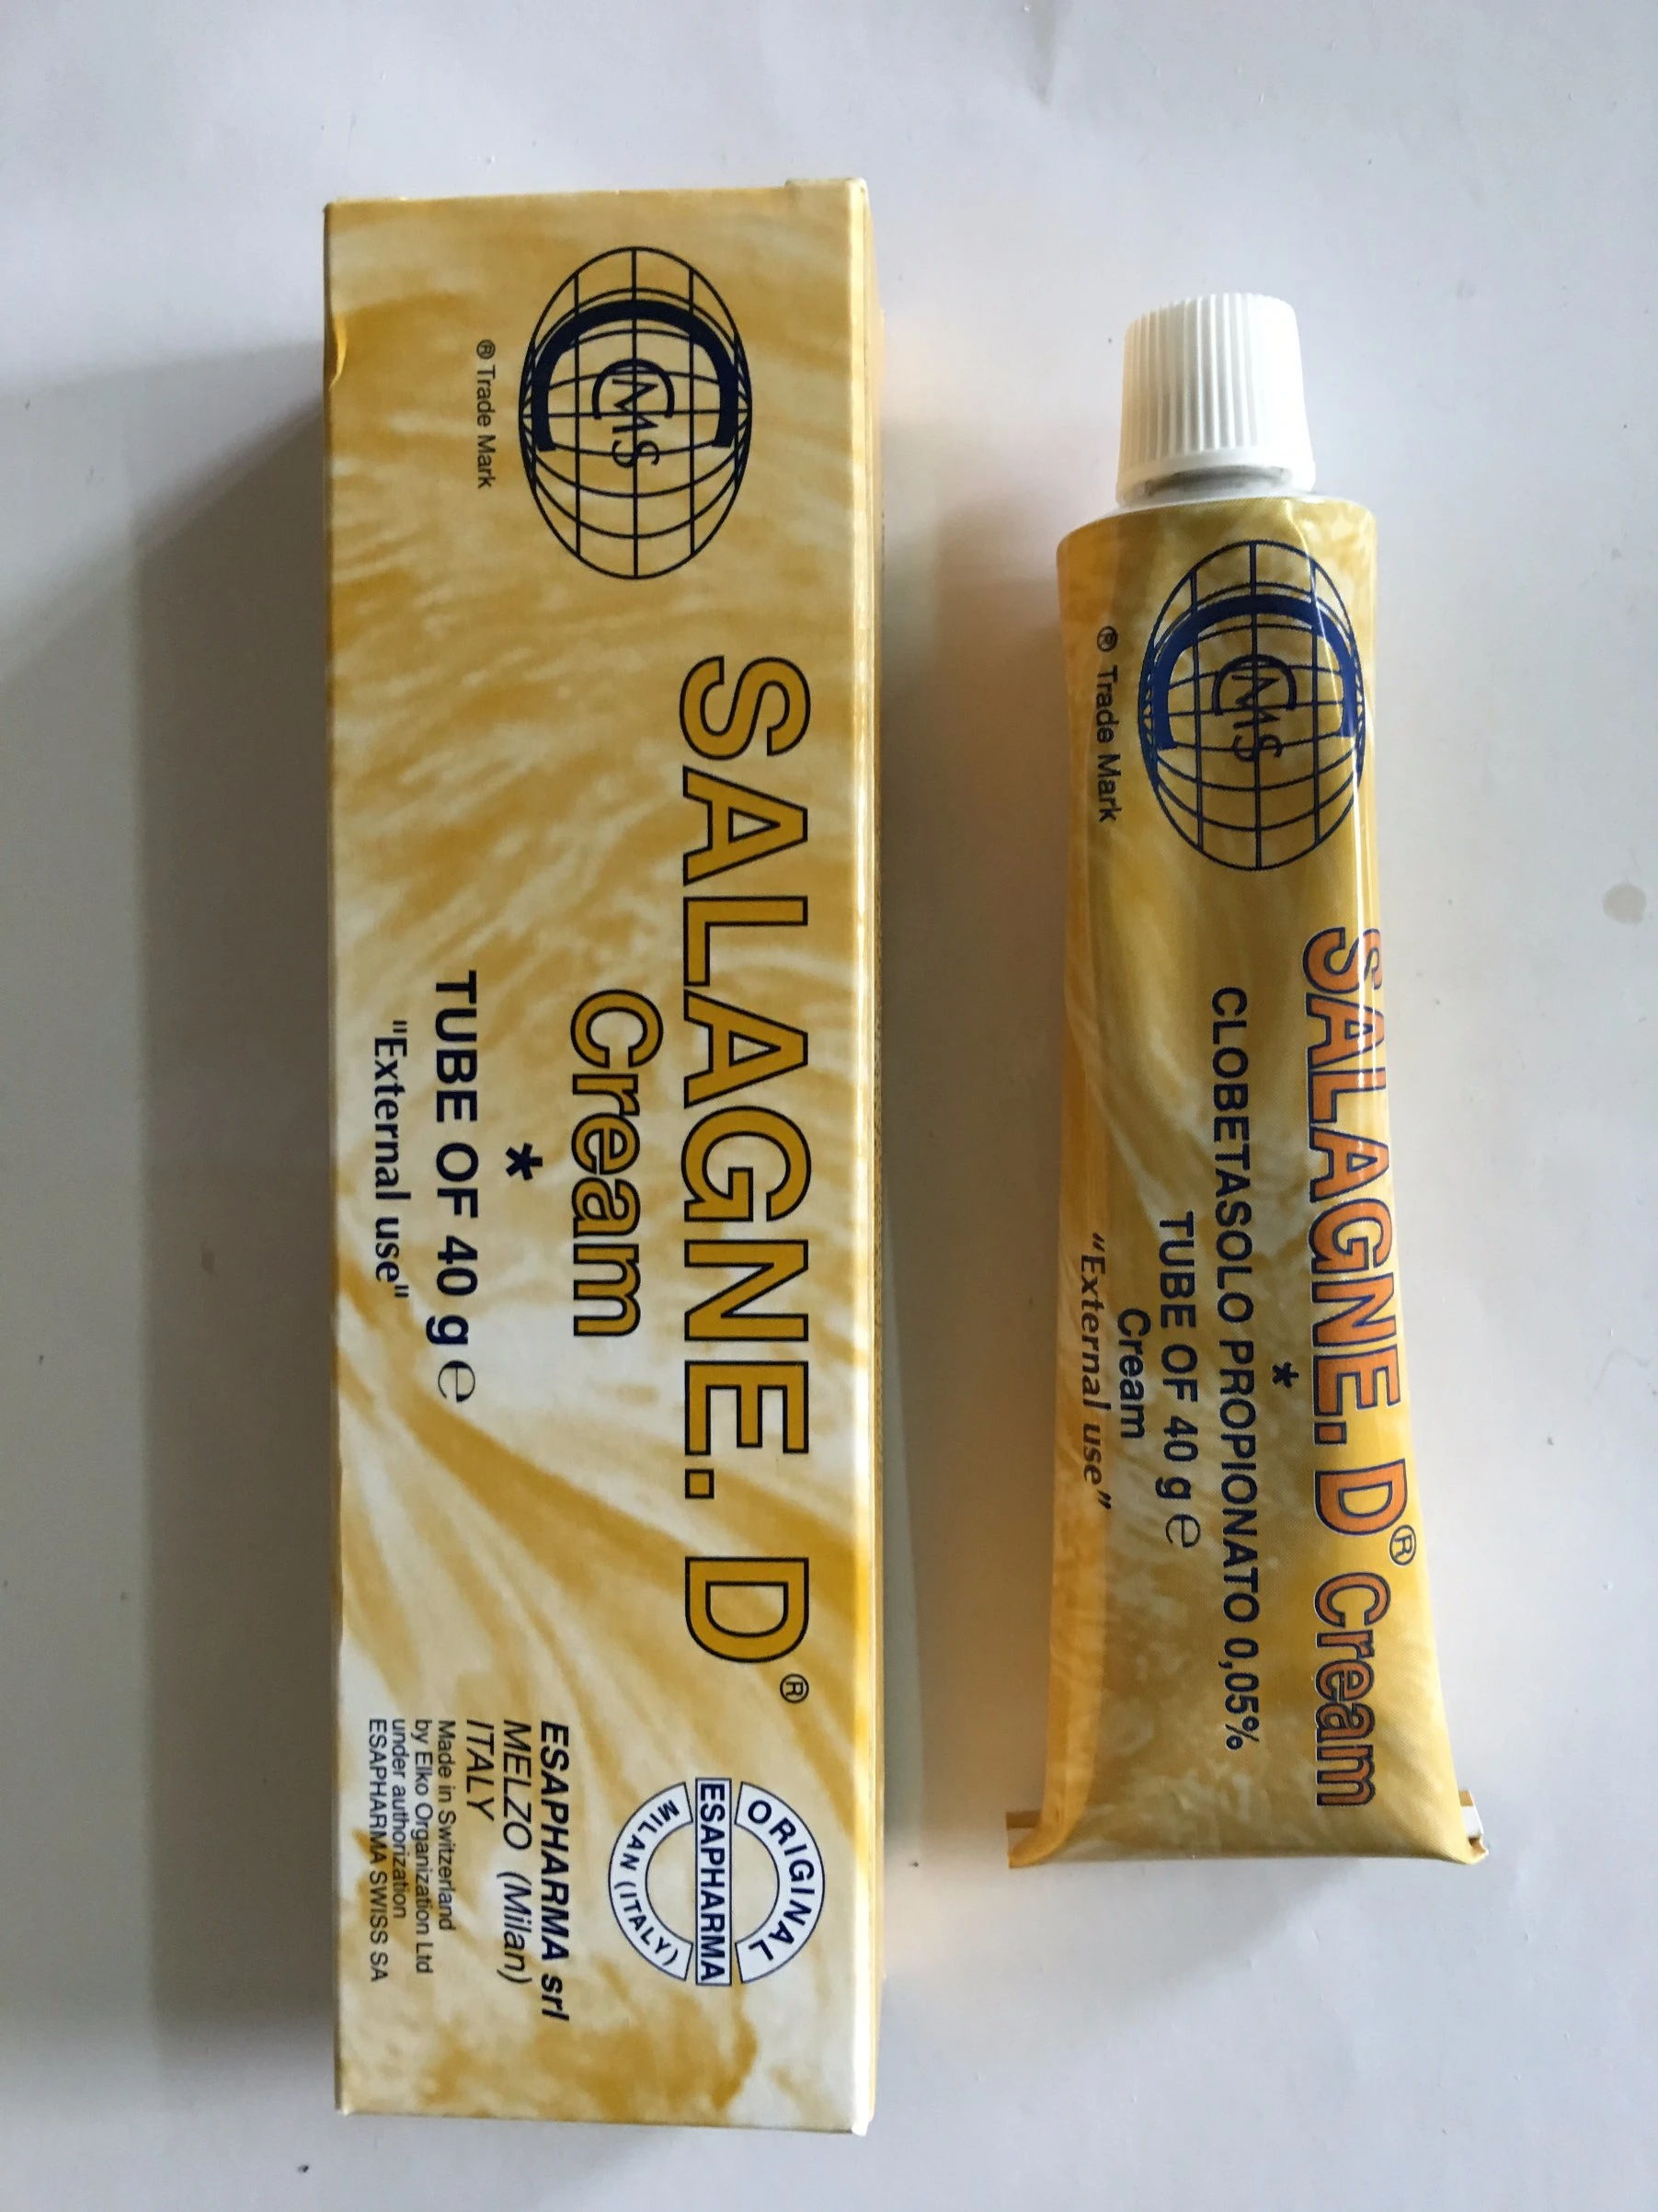 C
CMS
® Trade Mark
SALAGNE. D®
Cream
*
TUBE OF 40 g ℮
"External use"
ORIGINAL
ESAPHARMA
MILAN (ITALY)
ESAPHARMA srl
MELZO (Milan)
ITALY
Made in Switzerland
by Elko Organization Ltd
under authorization
ESAPHARMA SWISS SA
C
CMS
® Trade Mark
SALAGNE. D® Cream
*
CLOBETASOLO PROPIONATO 0,05%
TUBE OF 40 g ℮
Cream
"External use"